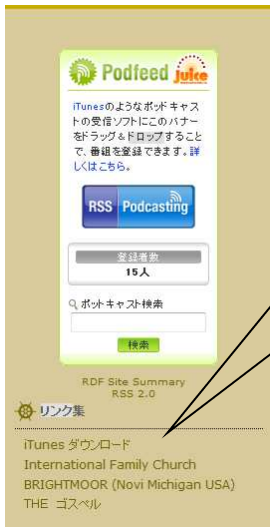 Podfeed juice
iTunesのようなポッドキャス
トの受信ソフトにこのバナー
をドラッグ&ドロップすること
で、番組を登録できます。詳
しくはこちら。
RSS Podcasting
登録者数
15人
ポットキャスト検索
検索
RDF Site Summary
RSS 2.0
リンク集
iTunes ダウンロード
International Family Church
BRIGHTMOOR (Novi Michigan USA)
THE ゴスペル